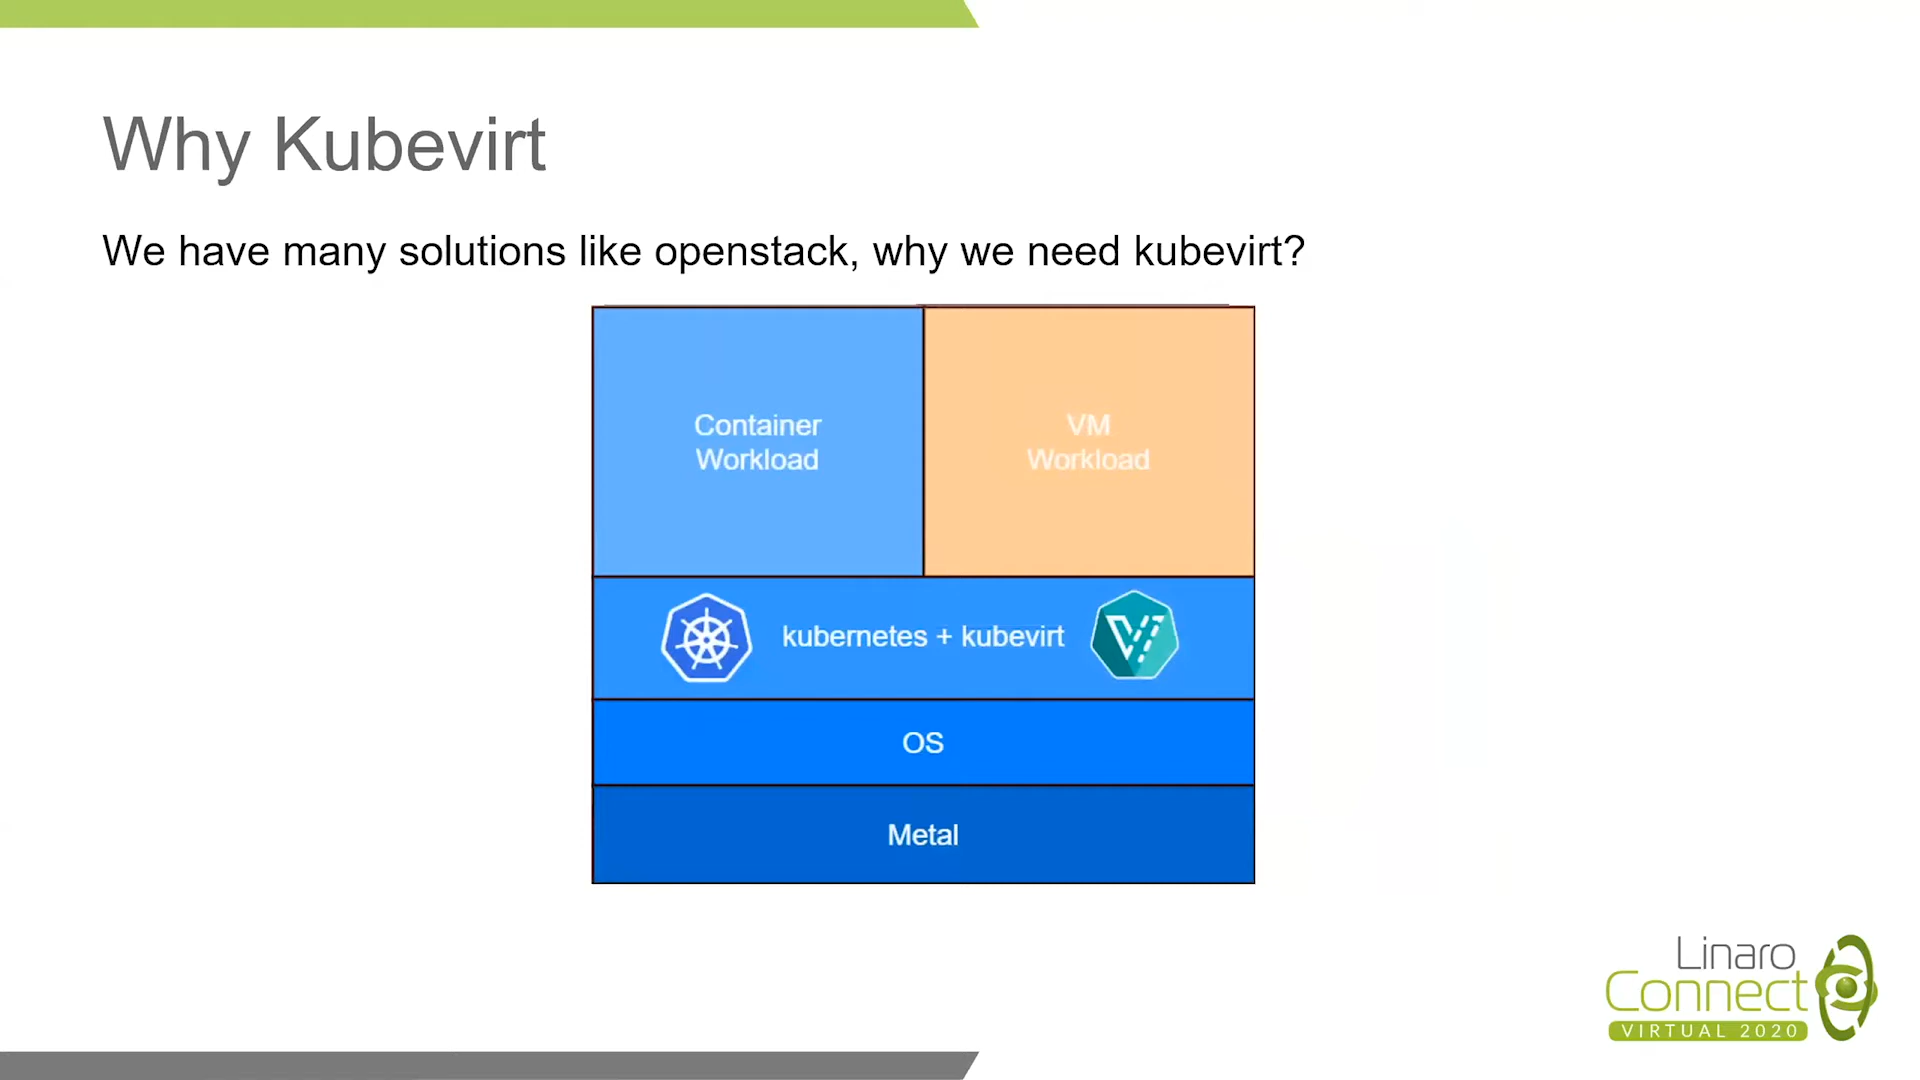 Why Kubevirt
We have many solutions like openstack, why we need kubevirt?
Container
Workload
VM
Workload
kubernetes + kubevirt
OS
Metal
Linaro
Connect
VIRTUAL 2020